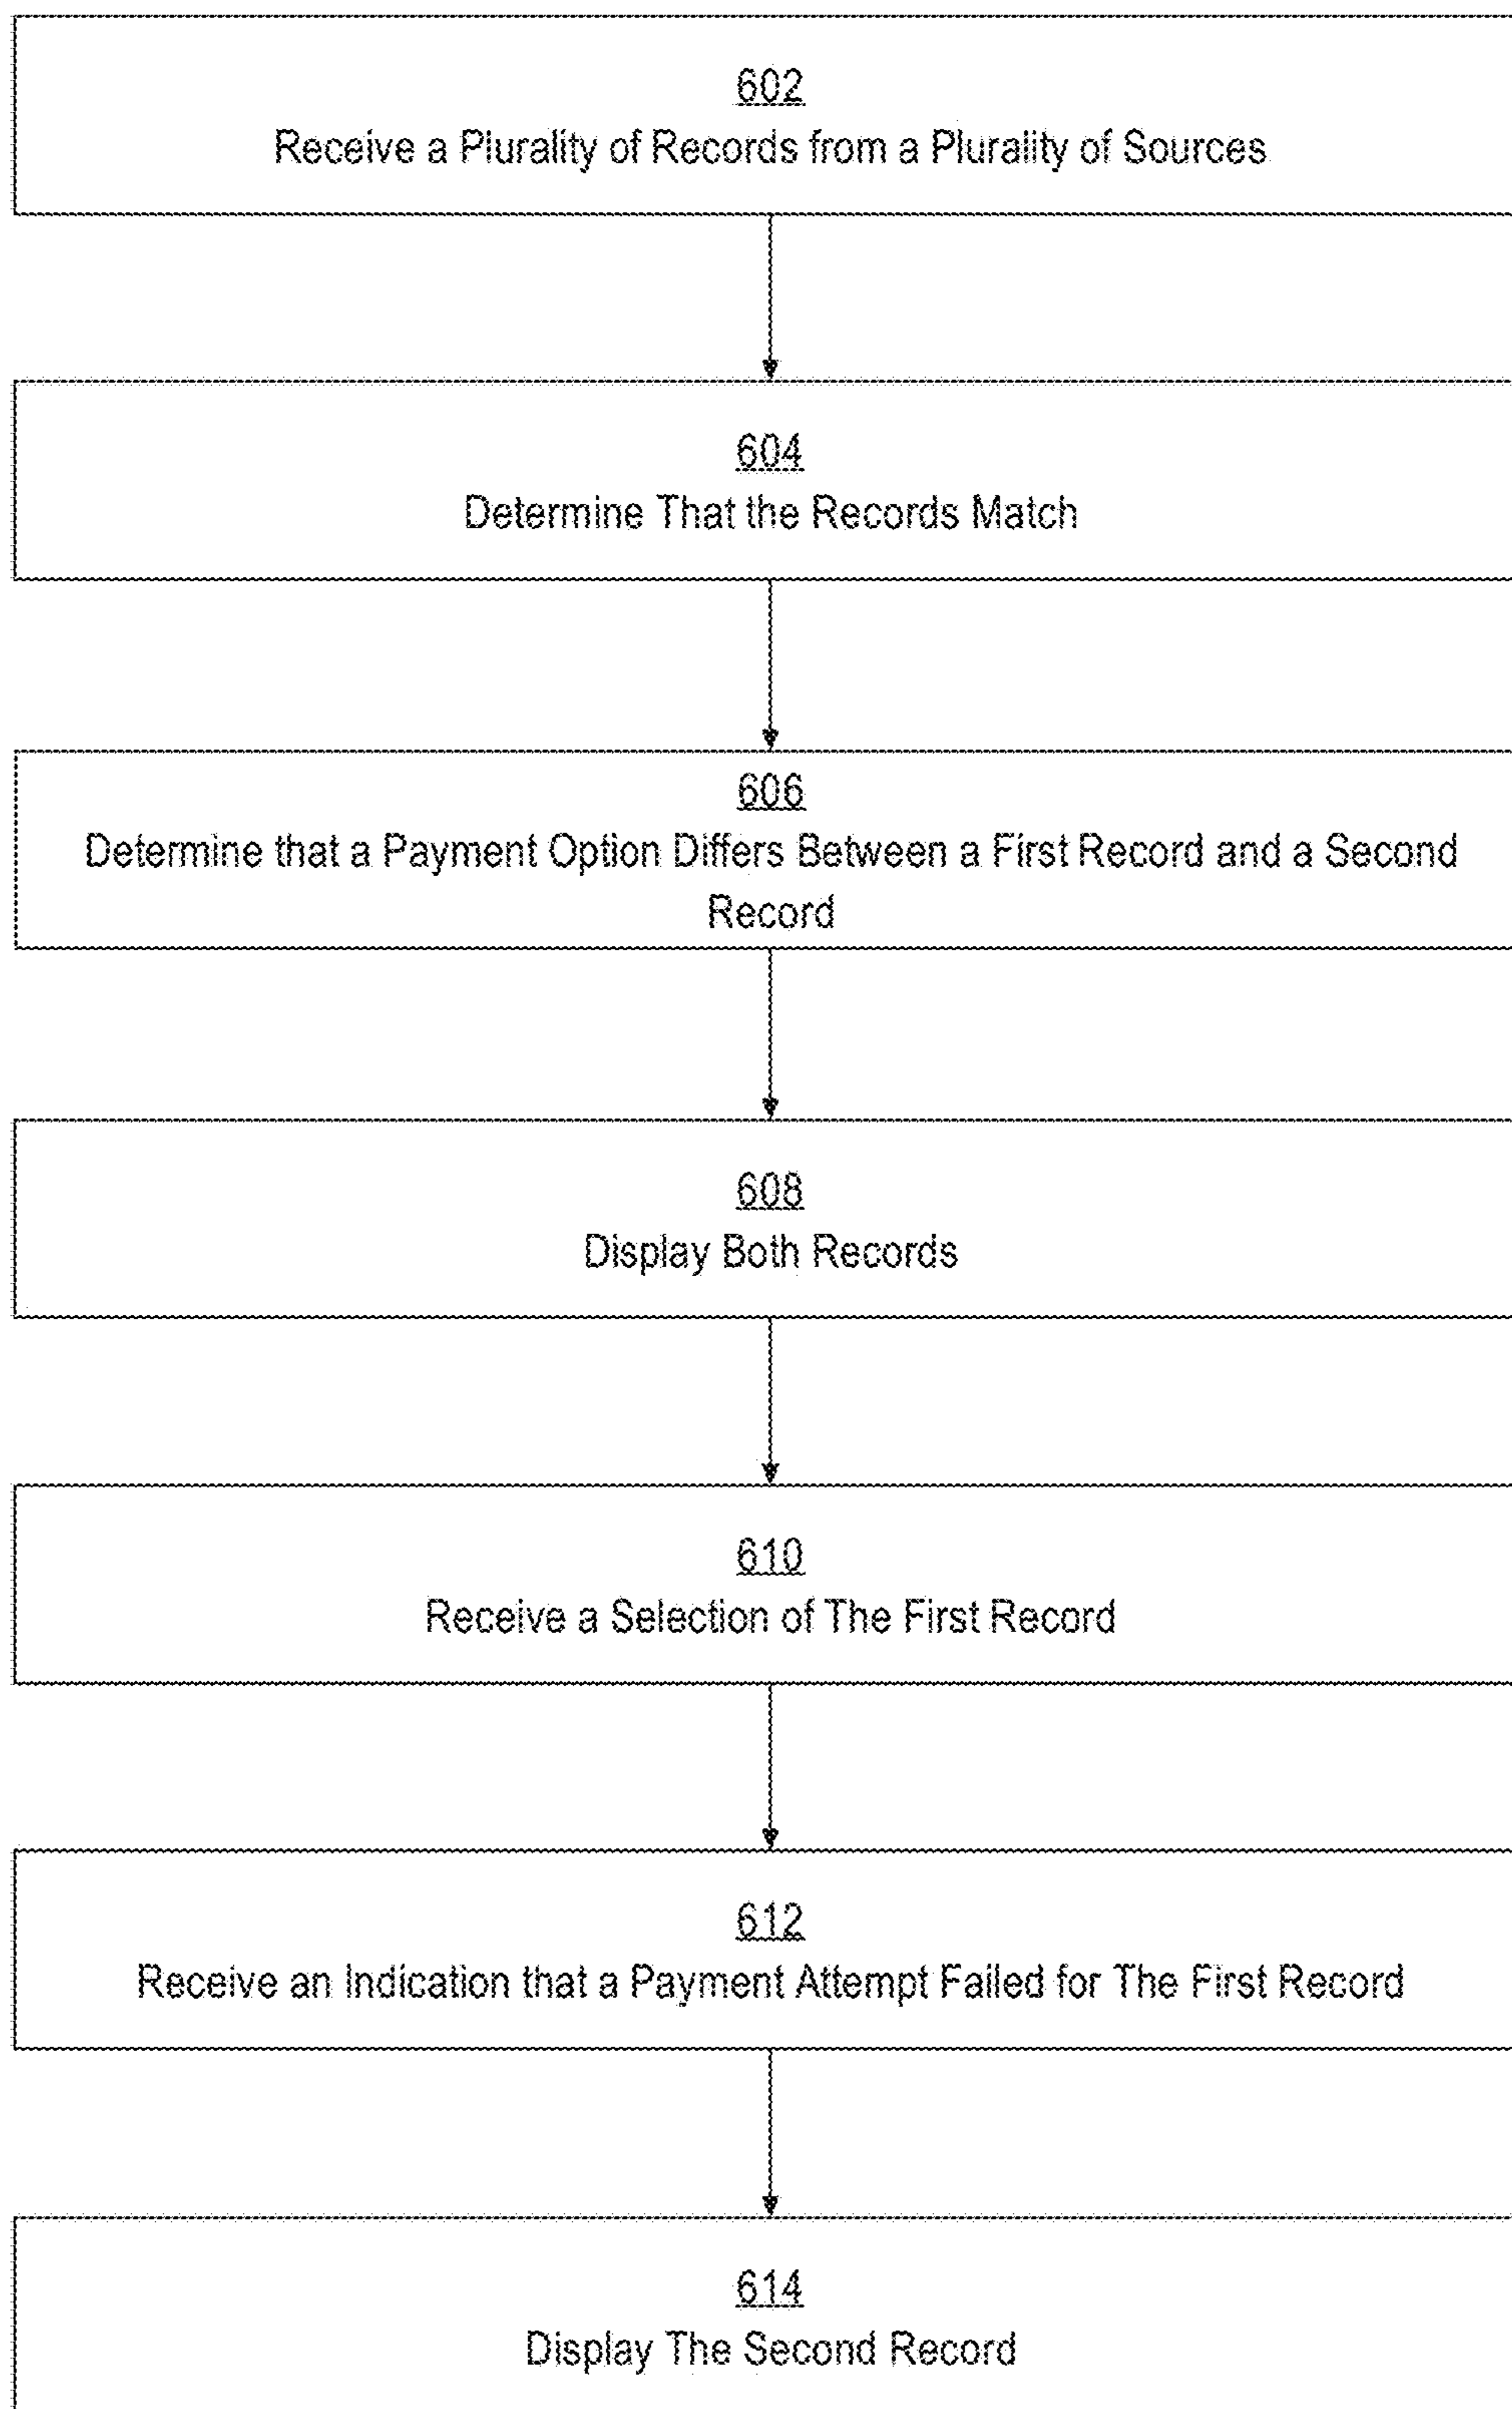 602
Receive a Plurality of Records from a Plurality of Sources
604
Determine That the Records Match
606
Determine that a Payment Option Differs Between a First Record and a Second
Record
608
Display Both Records
610
Receive a Selection of The First Record
612
Receive an Indication that a Payment Attempt Failed for The First Record
614
Display The Second Record